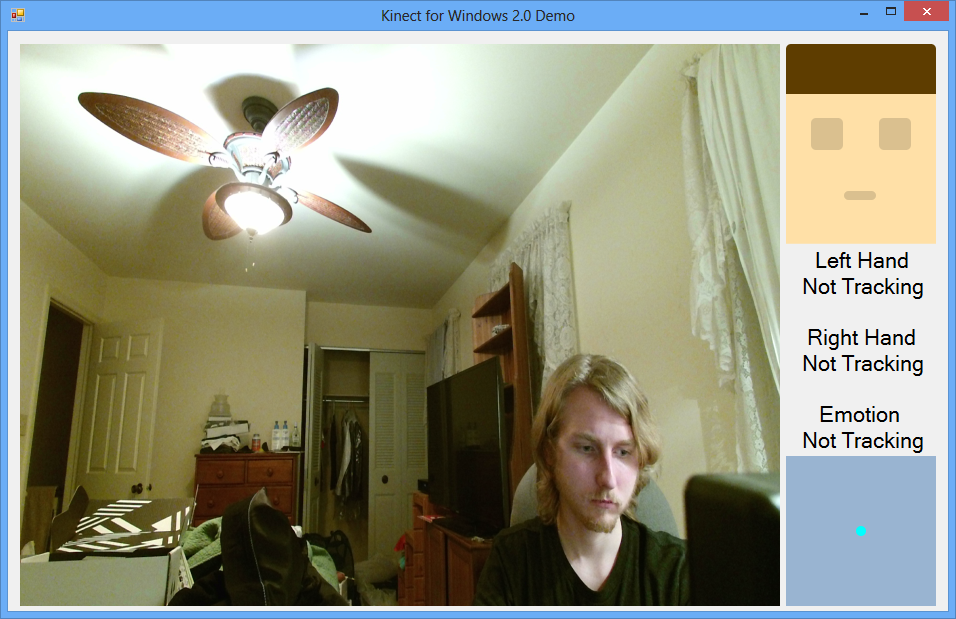 Kinect for Windows 2.0 Demo
Left Hand
Not Tracking
Right Hand
Not Tracking
Emotion
Not Tracking